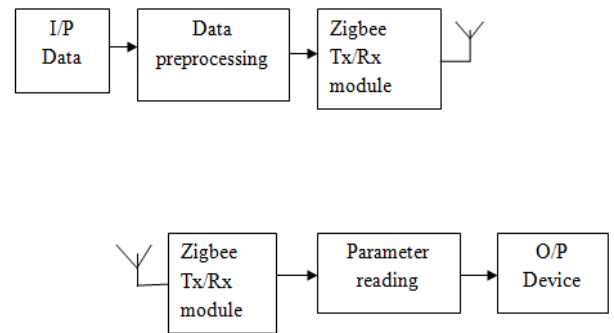 I/P
Data
Data
preprocessing
Zigbee
Tx/Rx
module
Zigbee
Tx/Rx
module
Parameter
reading
O/P
Device